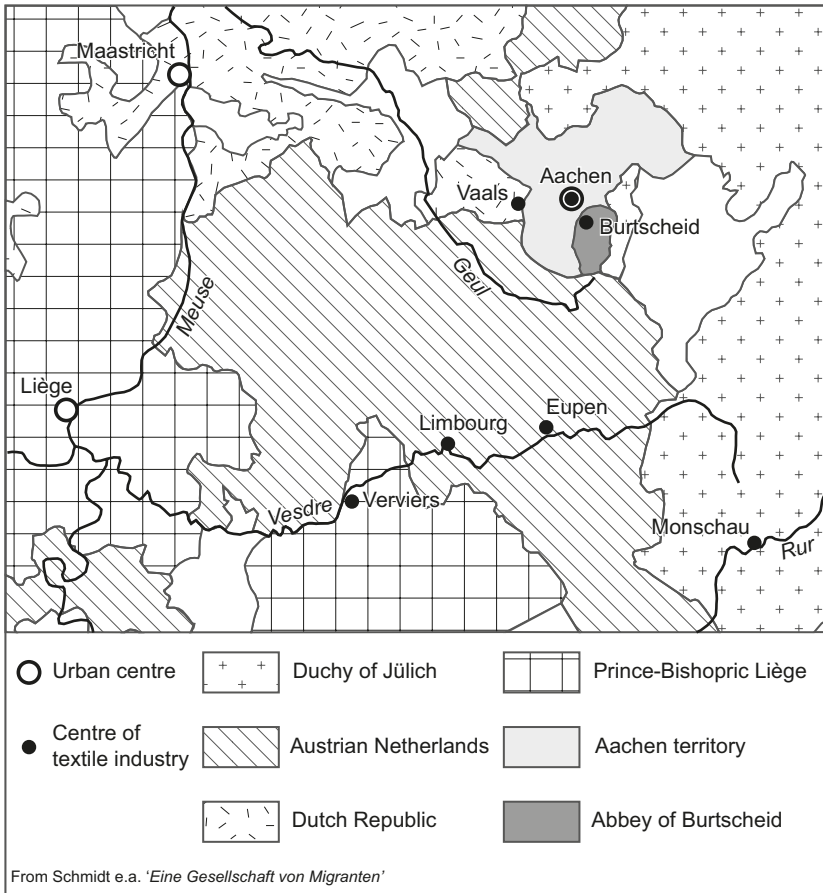 Maastricht
Aachen
Vaals
Burtscheid
Geul
Meuse
Liège
Limbourg
Eupen
Vesdre
Verviers
Monschau
Rur
Urban centre
Duchy of Jülich
Prince-Bishopric Liège
Centre of
textile industry
Austrian Netherlands
Aachen territory
Dutch Republic
Abbey of Burtscheid
From Schmidt e.a. ‘Eine Gesellschaft von Migranten’